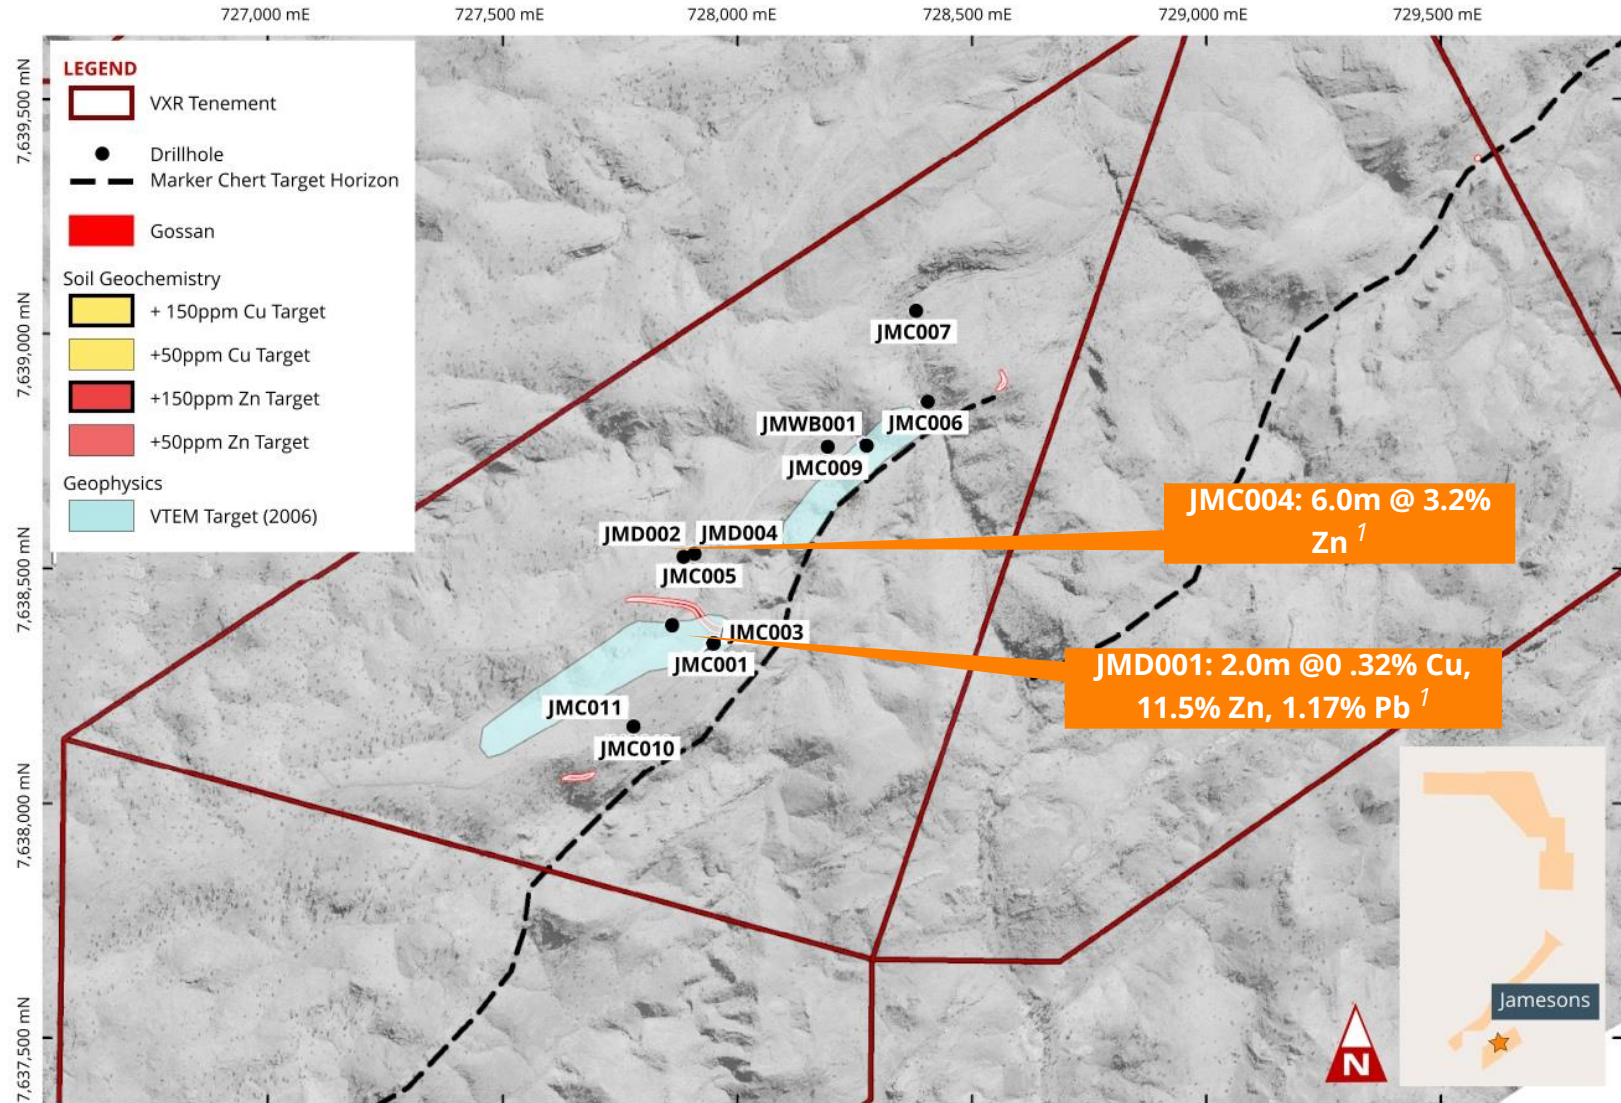 727,000 mE
727,500 mE
728,000 mE
728,500 mE
729,000 mE
729,500 mE
7,639,500 mN
7,639,000 mN
7,638,500 mN
7,638,000 mN
7,637,500 mN
LEGEND
VXR Tenement
Drillhole
Marker Chert Target Horizon
Gossan
Soil Geochemistry
+ 150ppm Cu Target
+50ppm Cu Target
+150ppm Zn Target
+50ppm Zn Target
Geophysics
VTEM Target (2006)
JMC007
JMWB001
JMC006
JMC009
JMD002
JMD004
JMC005
JMC003
JMC001
JMC011
JMC010
JMC004: 6.0m @ 3.2%
Zn 1
JMD001: 2.0m @0 .32% Cu,
11.5% Zn, 1.17% Pb 1
Jamesons
N